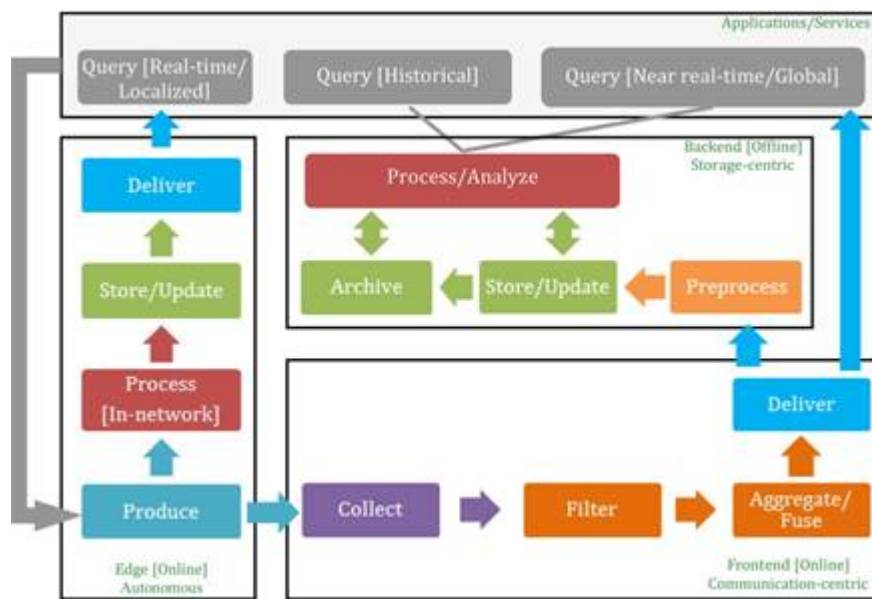 Applications/Services
Query [Real-time/
Localized]
Query [Historical]
Query [Near real-time/Global]
Backend [Offline]
Storage-centric
Deliver
Process/Analyze
Store/Update
Archive
Store/Update
Preprocess
Process
[In-network]
Deliver
Produce
Collect
Filter
Aggregate/
Fuse
Edge [Online]
Autonomous
Frontend [Online]
Communication-centric